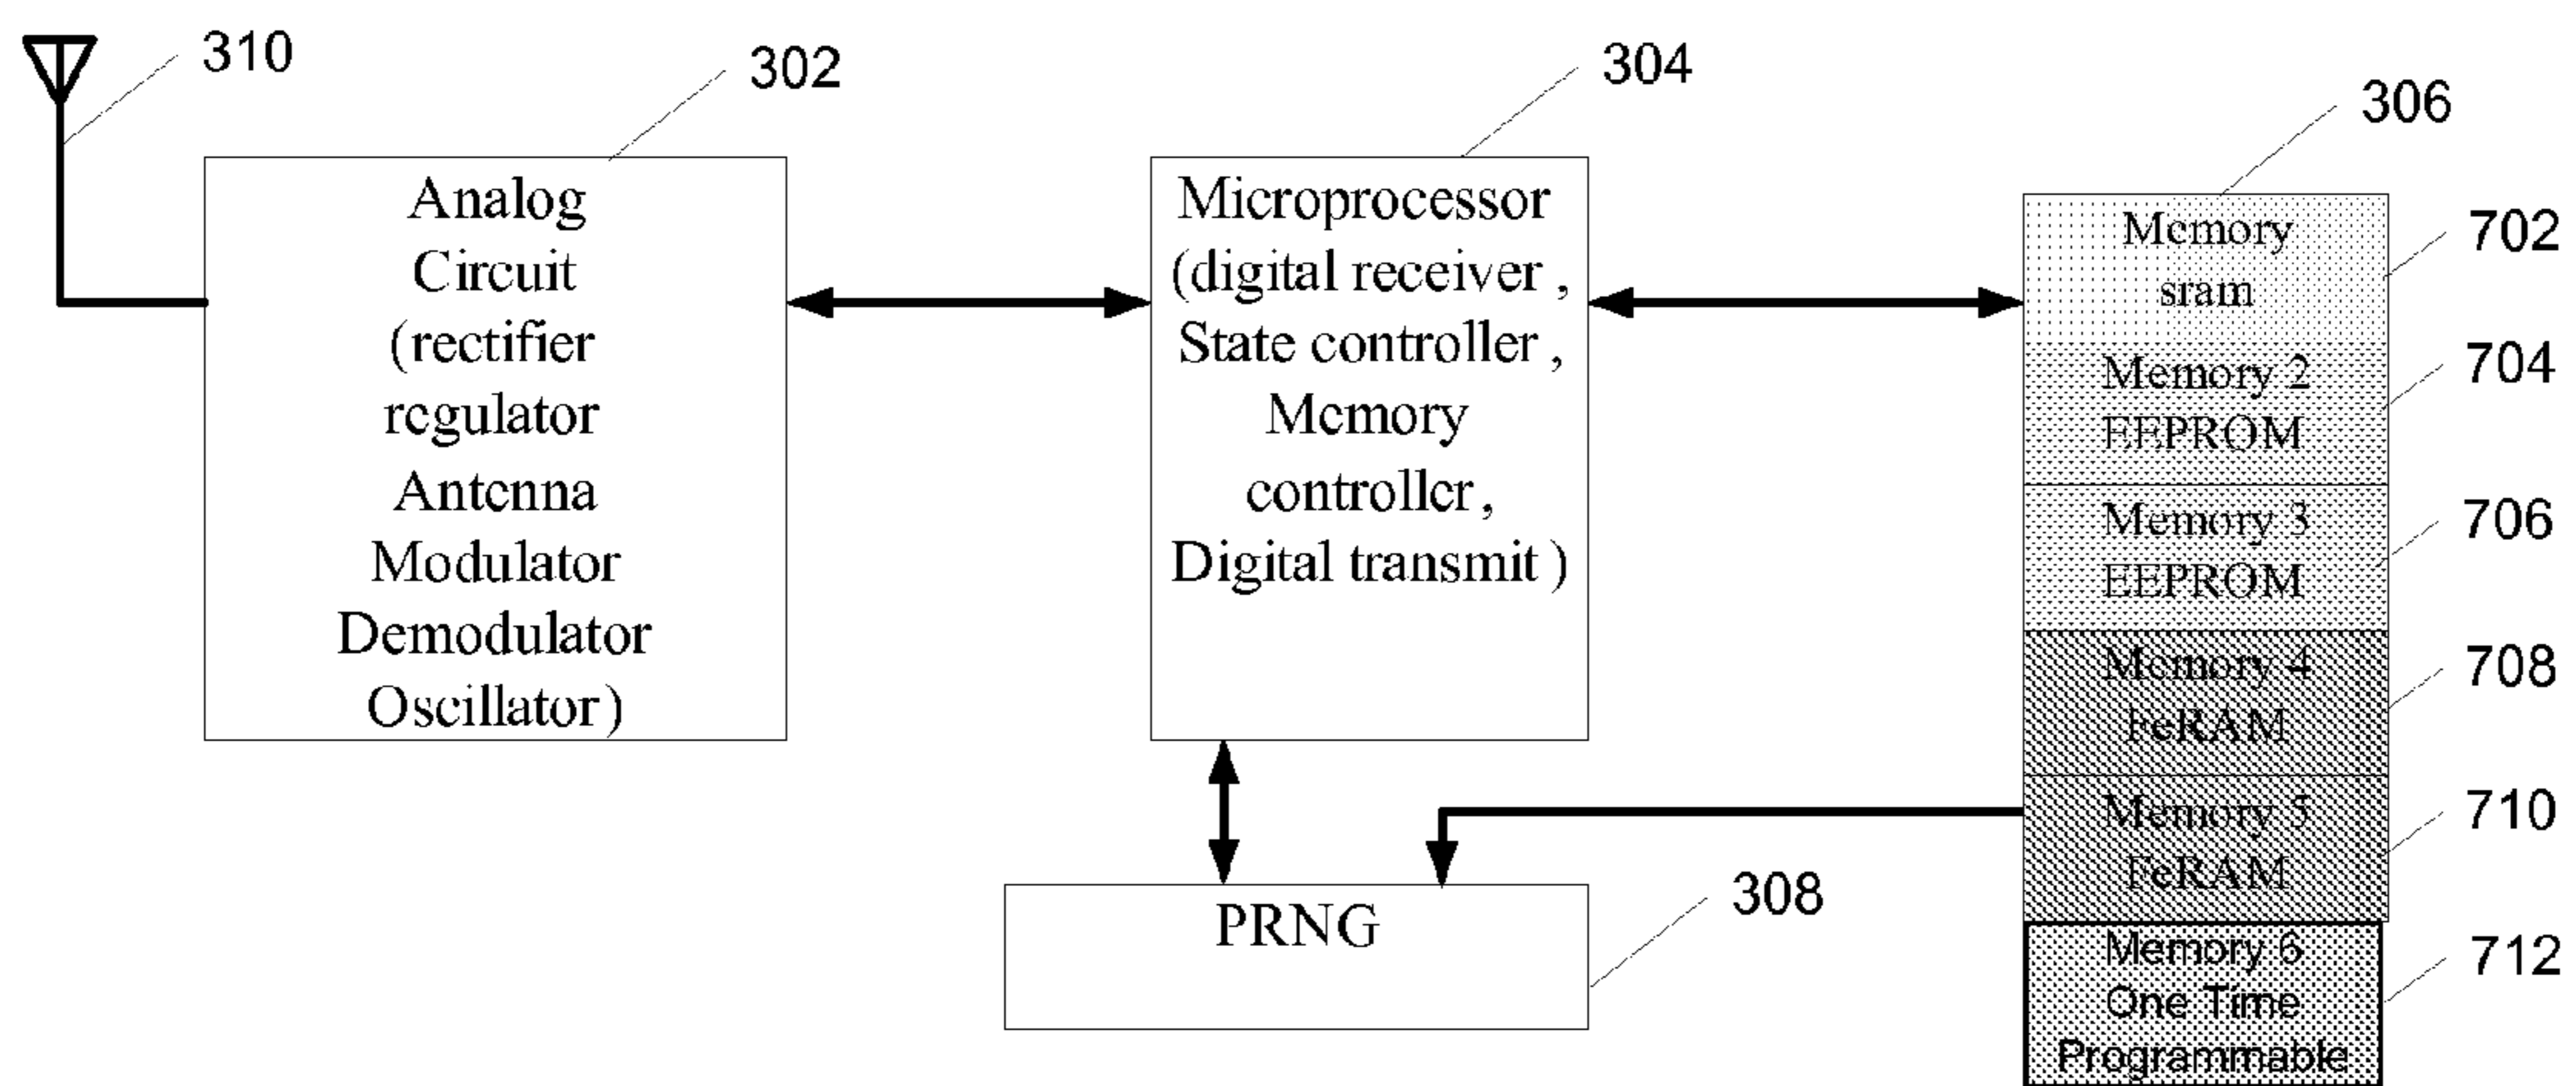 310
302
304
306
Analog
Circuit
(rectifier
regulator
Antenna
Modulator
Demodulator
Oscillator)
Microprocessor
(digital receiver,
State controller,
Memory
controller,
Digital transmit)
Memory
sram
702
Memory 2
EEPROM
704
Memory 3
EEPROM
706
Memory 4
FeRAM
708
Memory 5
FeRAM
710
Memory 6
One Time
Programmable
712
PRNG
308